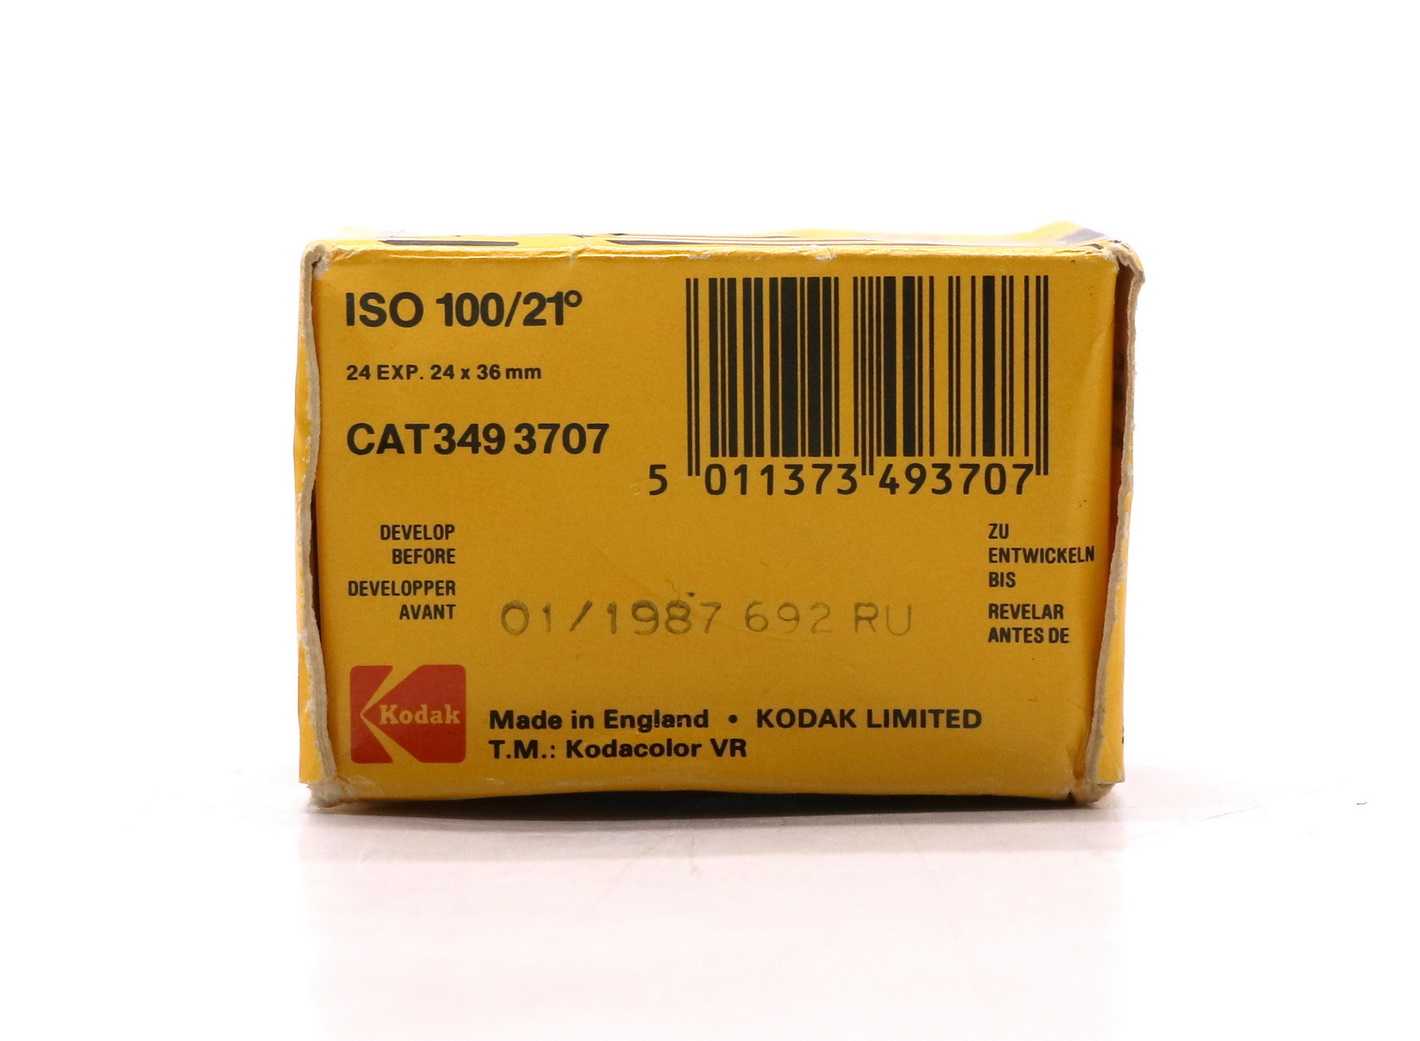 ISO 100/21°
24 EXP. 24 x 36 mm
CAT 349 3707
5 011373 493707
DEVELOP
BEFORE
DEVELOPPER
AVANT
01/1987 692 RU
ZU
ENTWICKELN
BIS
REVELAR
ANTES DE
Kodak
Made in England • KODAK LIMITED
T.M.: Kodacolor VR